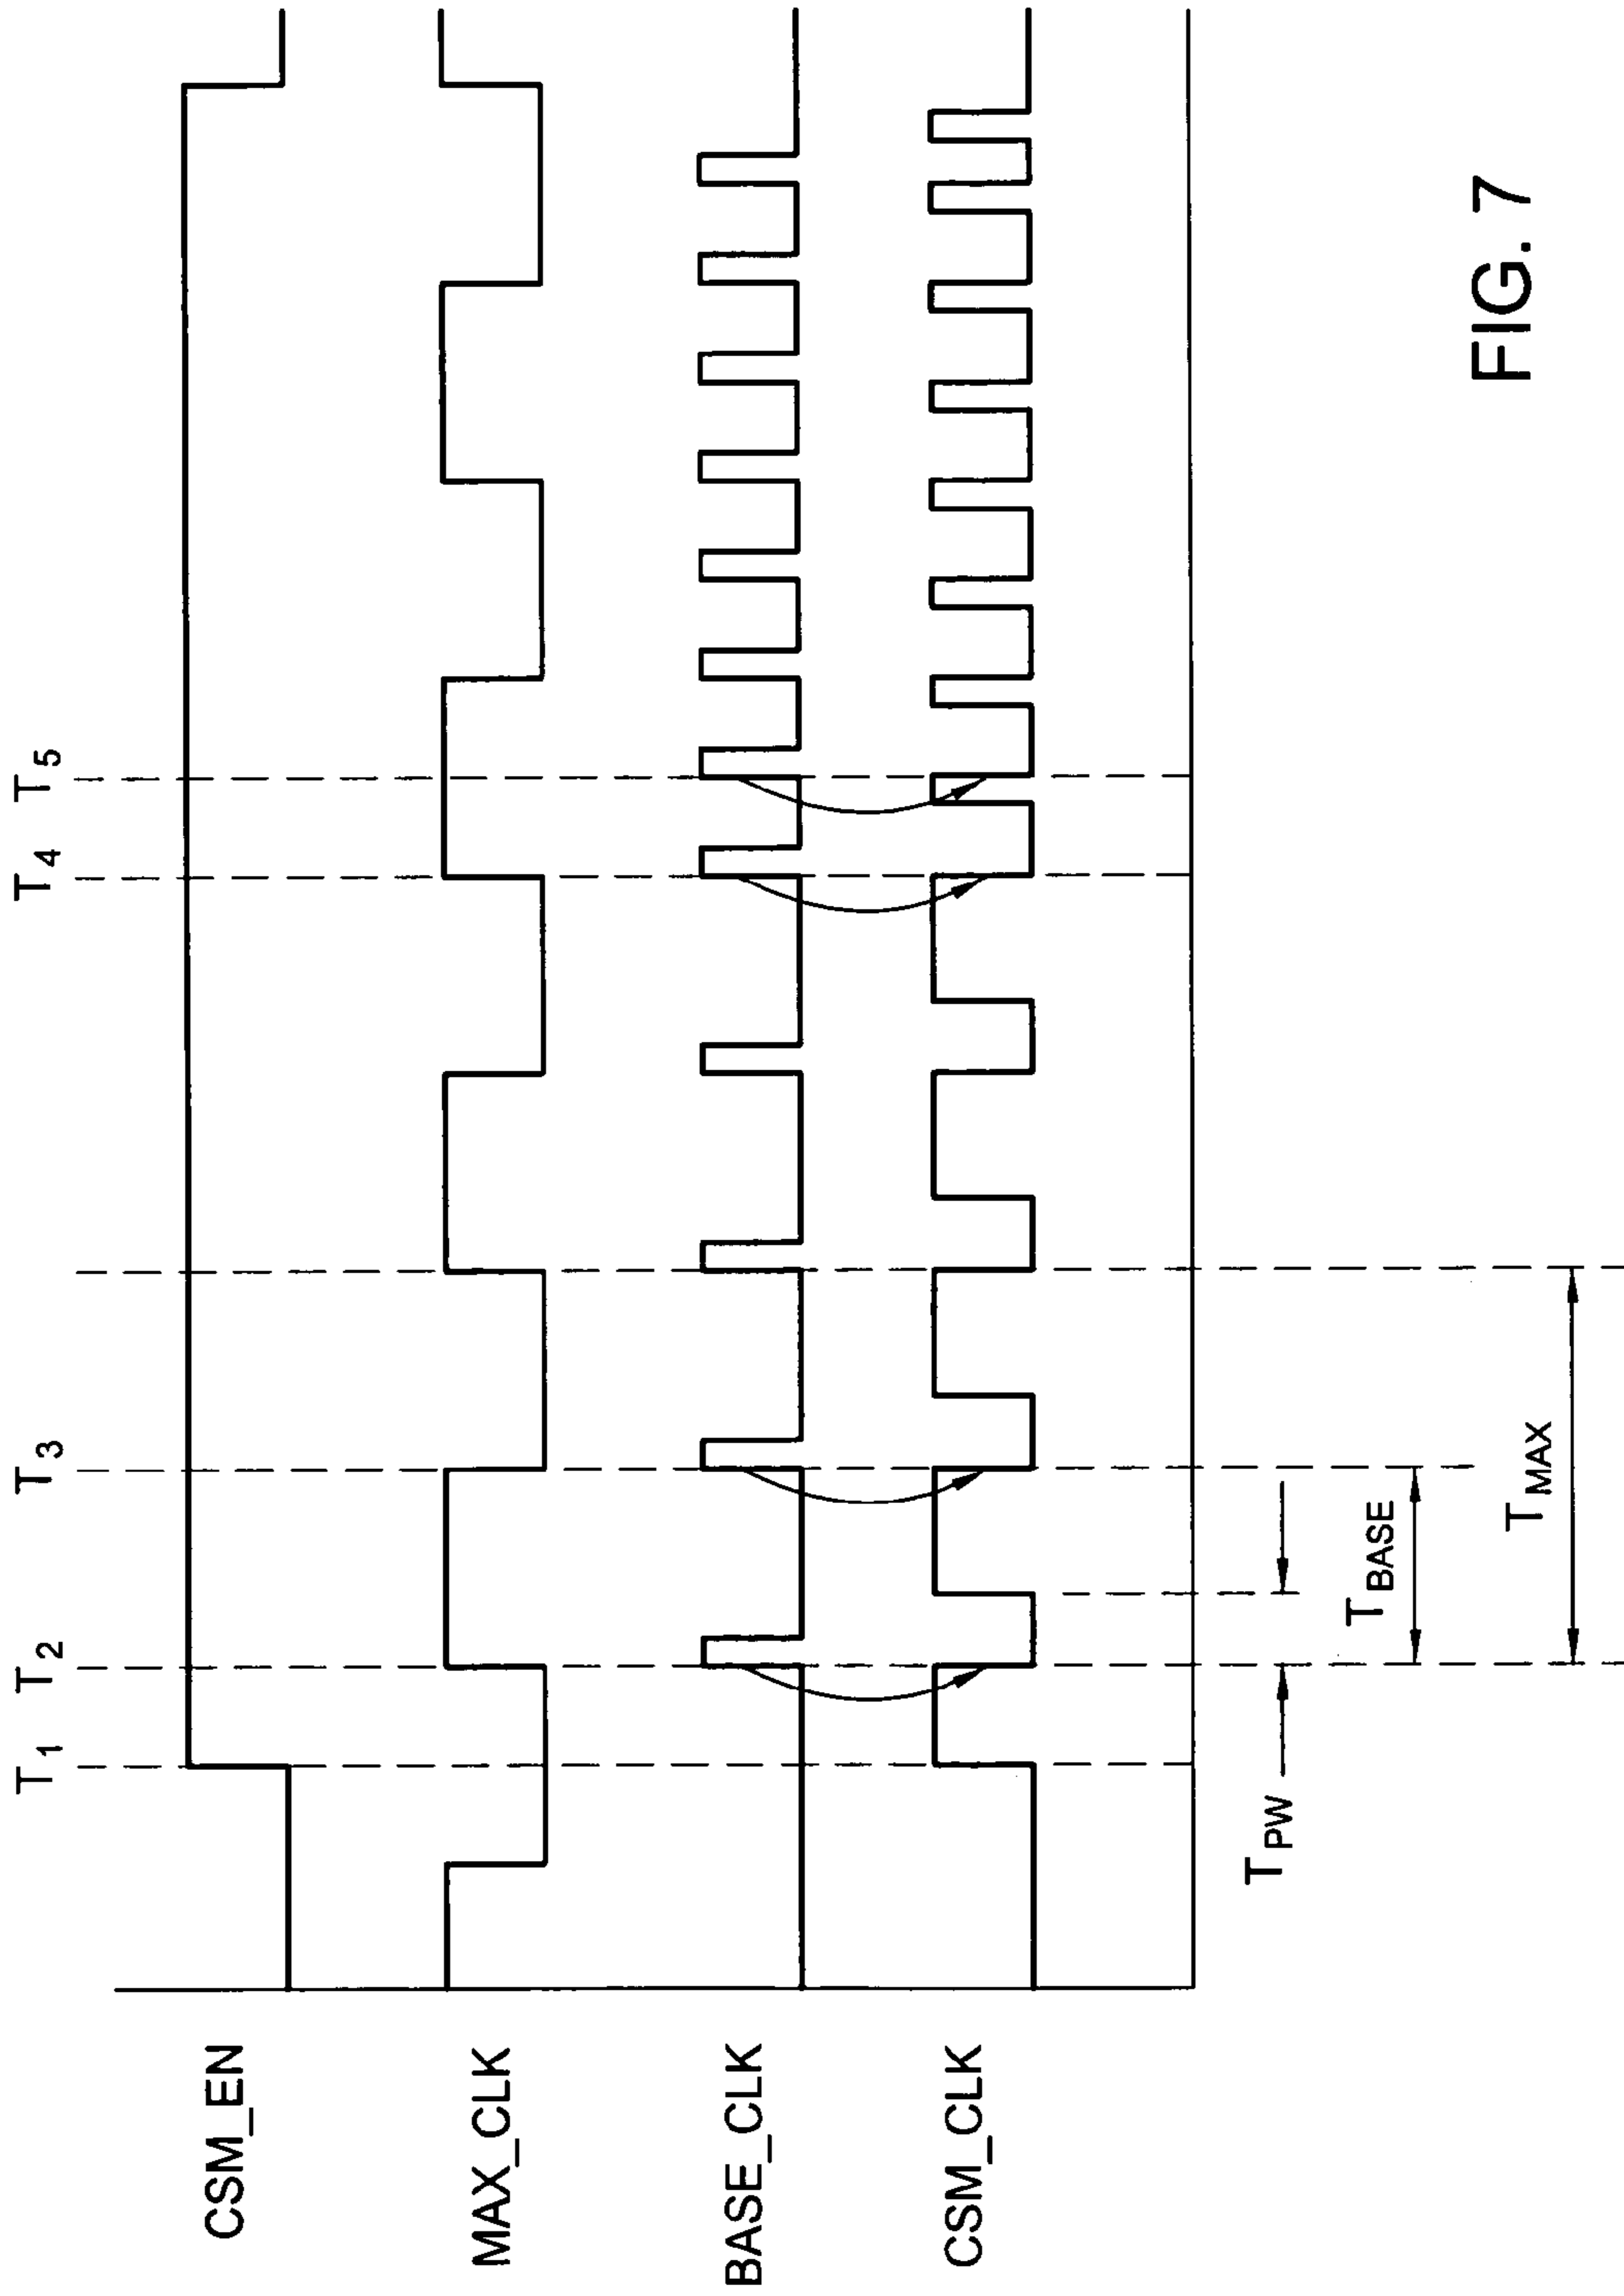 T1 T2 T3 T4 T5
CSM_EN
MAX_CLK
BASE_CLK
CSM_CLK
TPW
TBASE
TMAX
FIG. 7